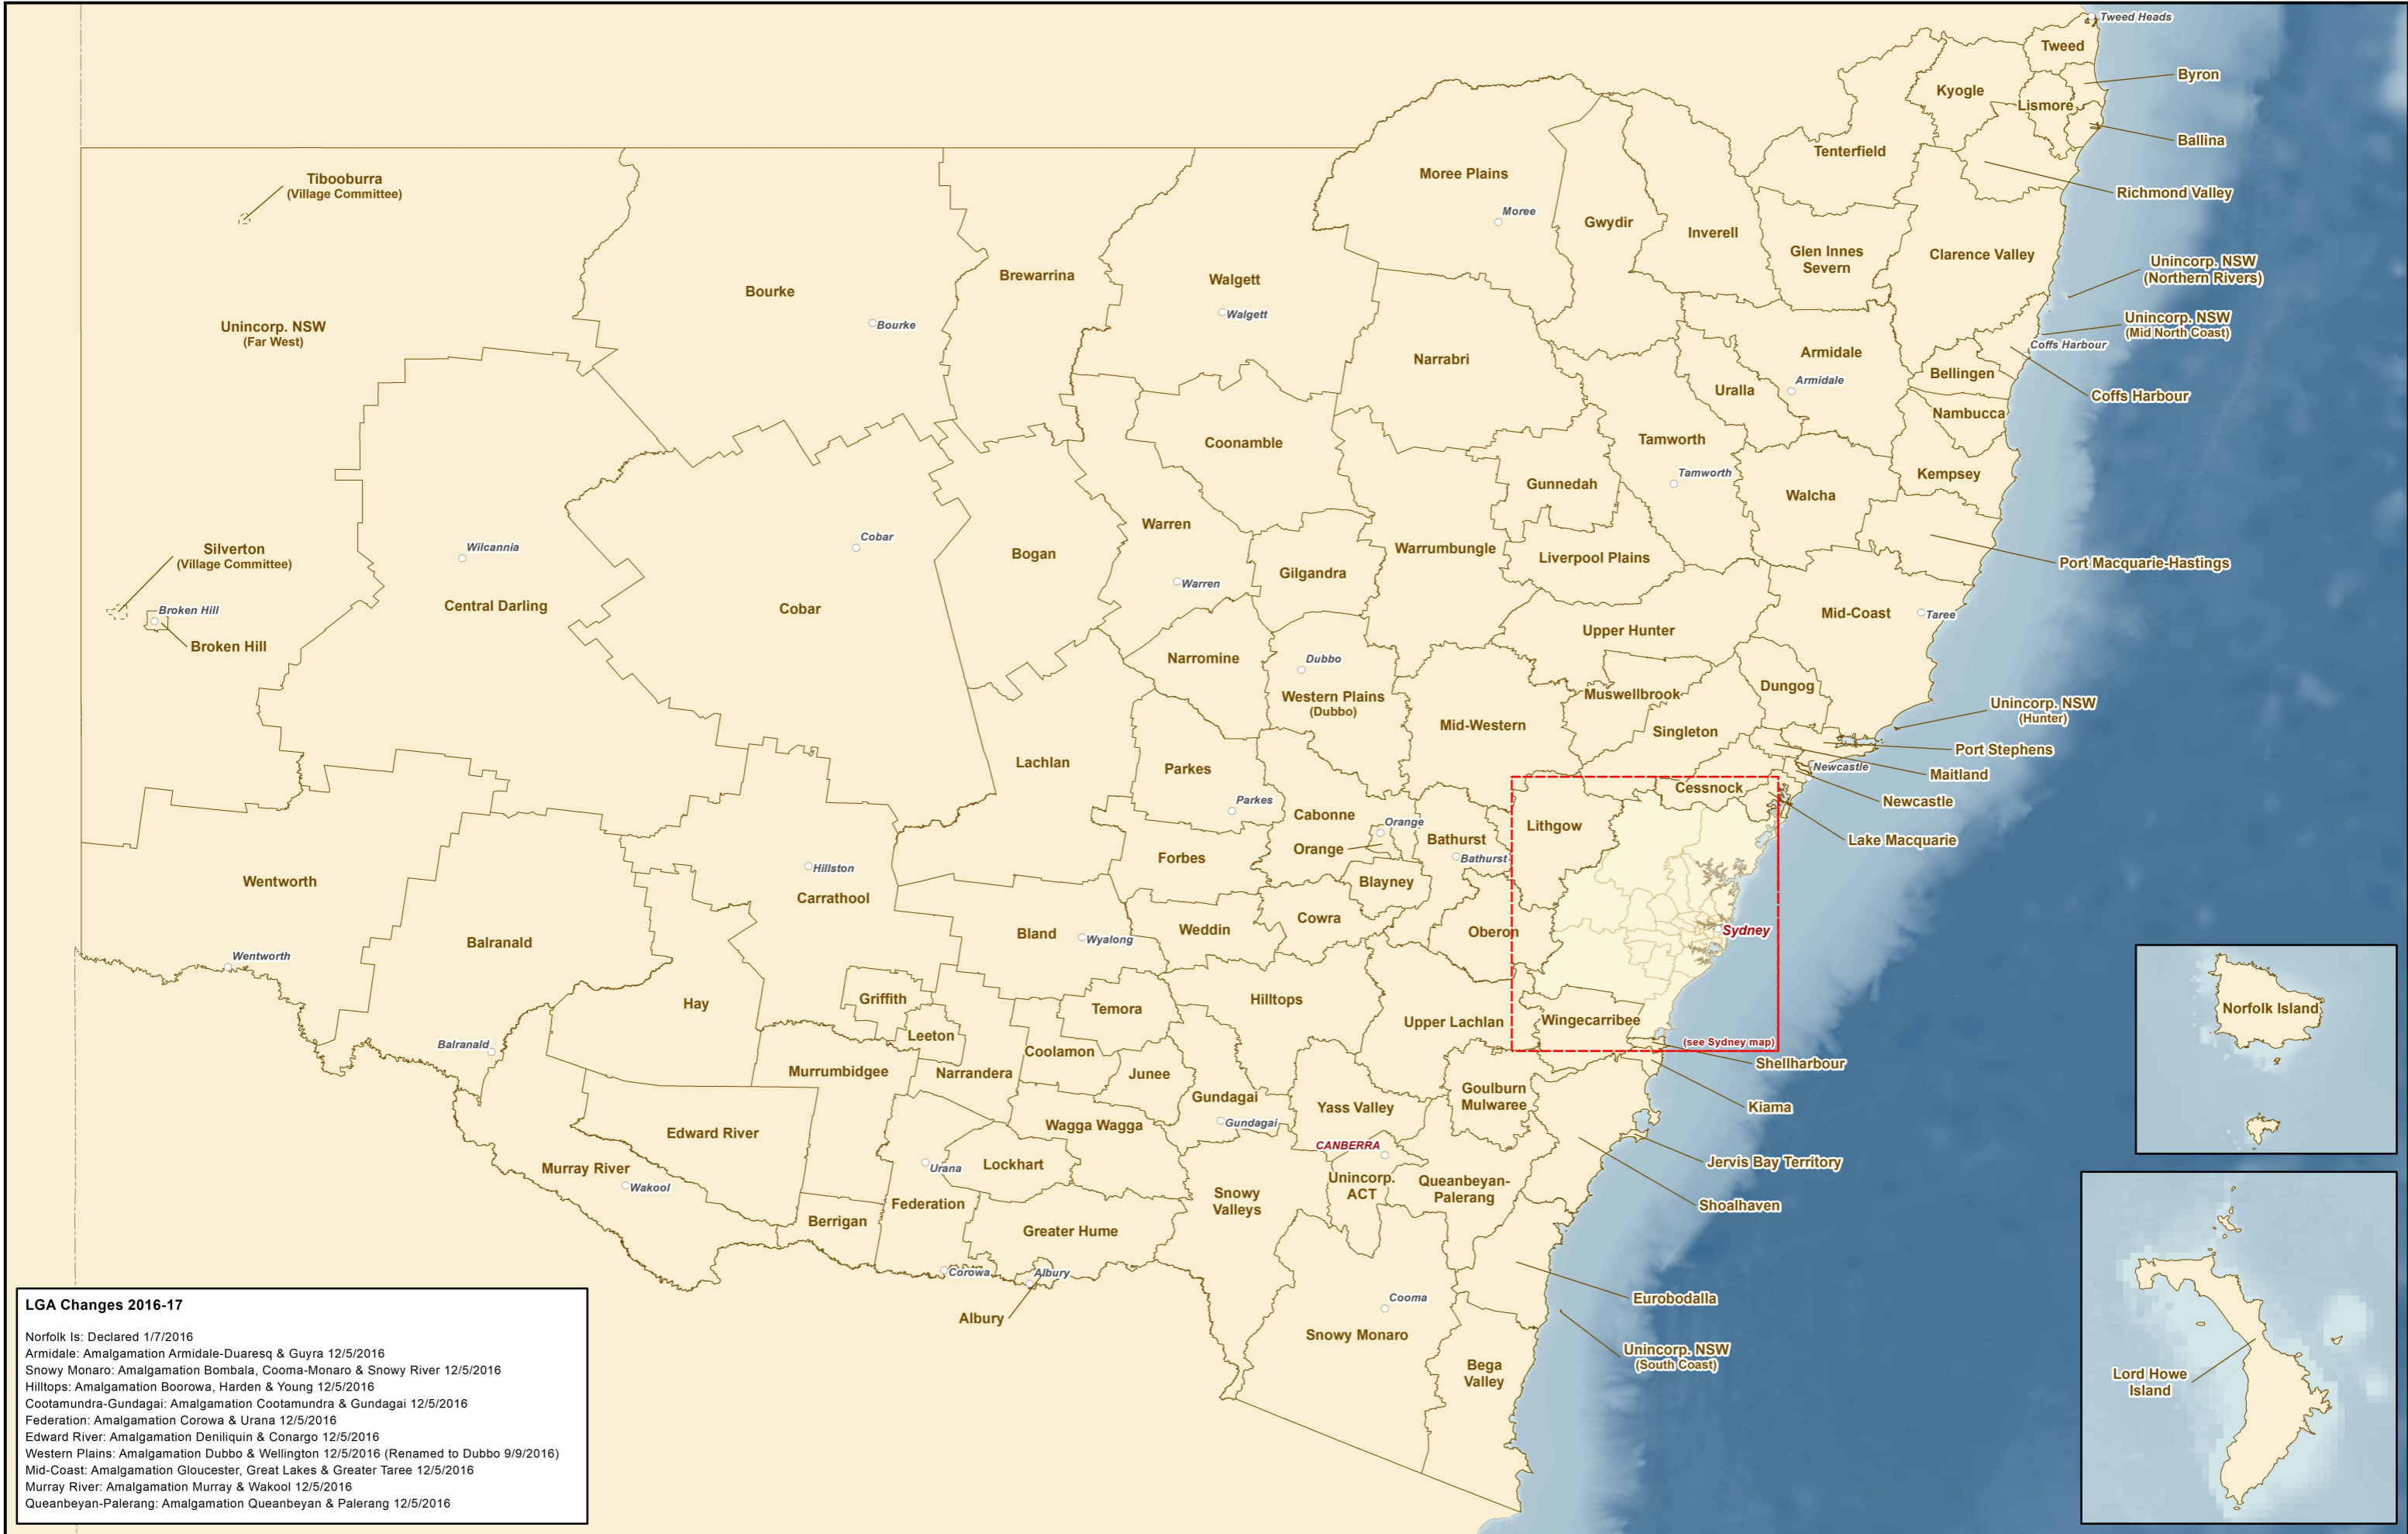 Tweed Heads
Tweed
Byron
Kyogle
Lismore
Ballina
Tenterfield
Richmond Valley
Tibooburra
(Village Committee)
Moree Plains
Moree
Gwydir
Inverell
Glen Innes
Severn
Clarence Valley
Unincorp. NSW
(Northern Rivers)
Unincorp. NSW
(Mid North Coast)
Coffs Harbour
Coffs Harbour
Bourke
Bourke
Brewarrina
Walgett
Walgett
Unincorp. NSW
(Far West)
Narrabri
Armidale
Armidale
Uralla
Bellingen
Nambucca
Coonamble
Tamworth
Tamworth
Gunnedah
Walcha
Kempsey
Port Macquarie-Hastings
Silverton
(Village Committee)
Broken Hill
Broken Hill
Wilcannia
Central Darling
Cobar
Cobar
Bogan
Warren
Warren
Gilgandra
Warrumbungle
Liverpool Plains
Mid-Coast
Taree
Upper Hunter
Narromine
Dubbo
Western Plains
(Dubbo)
Muswellbrook
Dungog
Mid-Western
Singleton
Unincorp. NSW
(Hunter)
Port Stephens
Maitland
Newcastle
Newcastle
Cessnock
Lake Macquarie
Lachlan
Parkes
Parkes
Cabonne
Orange
Orange
Bathurst
Bathurst
Lithgow
Forbes
Blayney
Wentworth
Wentworth
Hillston
Carrathool
Balranald
Balranald
Bland
Wyalong
Weddin
Cowra
Oberon
Sydney
Hay
Griffith
Leeton
Temora
Hilltops
Upper Lachlan
Wingecarribee
(see Sydney map)
Shellharbour
Kiama
Norfolk Island
Murrumbidgee
Narrandera
Coolamon
Junee
Gundagai
Gundagai
Yass Valley
Goulburn
Mulwaree
Edward River
Wagga Wagga
CANBERRA
Jervis Bay Territory
Murray River
Wakool
Urana
Lockhart
Unincorp.
ACT
Queanbeyan-
Palerang
Shoalhaven
Berrigan
Federation
Snowy
Valleys
Greater Hume
Corowa
Albury
Albury
Cooma
Snowy Monaro
Eurobodalla
Unincorp. NSW
(South Coast)
Bega
Valley
Lord Howe
Island
LGA Changes 2016-17
Norfolk Is: Declared 1/7/2016
Armidale: Amalgamation Armidale-Duaresq & Guyra 12/5/2016
Snowy Monaro: Amalgamation Bombala, Cooma-Monaro & Snowy River 12/5/2016
Hilltops: Amalgamation Boorowa, Harden & Young 12/5/2016
Cootamundra-Gundagai: Amalgamation Cootamundra & Gundagai 12/5/2016
Federation: Amalgamation Corowa & Urana 12/5/2016
Edward River: Amalgamation Deniliquin & Conargo 12/5/2016
Western Plains: Amalgamation Dubbo & Wellington 12/5/2016 (Renamed to Dubbo 9/9/2016)
Mid-Coast: Amalgamation Gloucester, Great Lakes & Greater Taree 12/5/2016
Murray River: Amalgamation Murray & Wakool 12/5/2016
Queanbeyan-Palerang: Amalgamation Queanbeyan & Palerang 12/5/2016